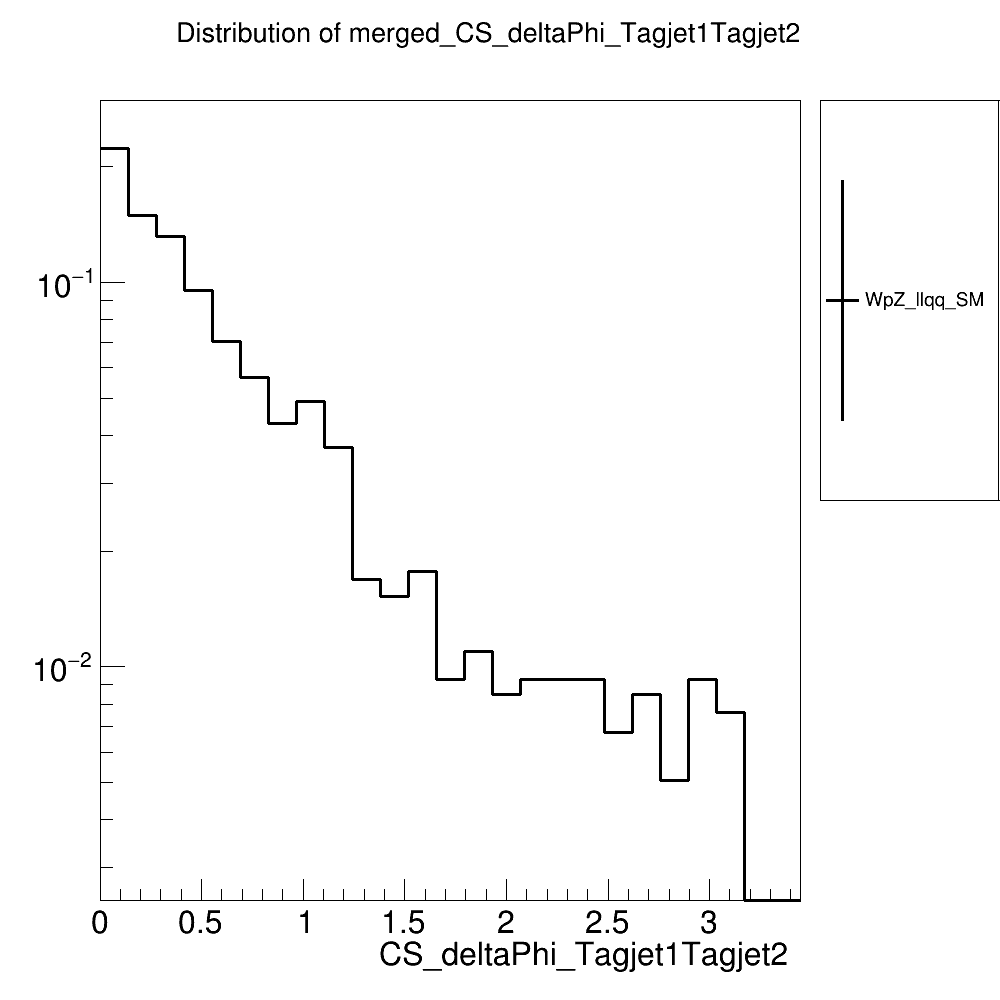 Distribution of merged_CS_deltaPhi_Tagjet1Tagjet2
10⁻¹
10⁻²
0 0.5 1 1.5 2 2.5 3
CS_deltaPhi_Tagjet1Tagjet2
WpZ_llqq_SM